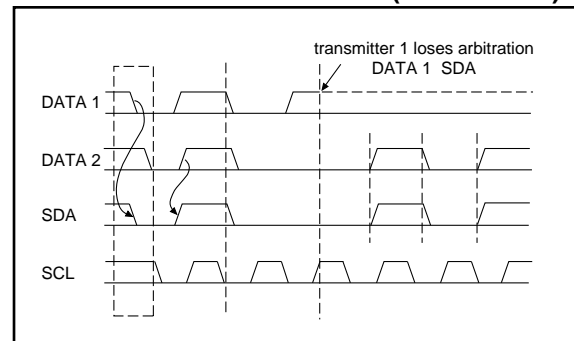 transmitter 1 loses arbitration
DATA 1 SDA
DATA 1
DATA 2
SDA
SCL